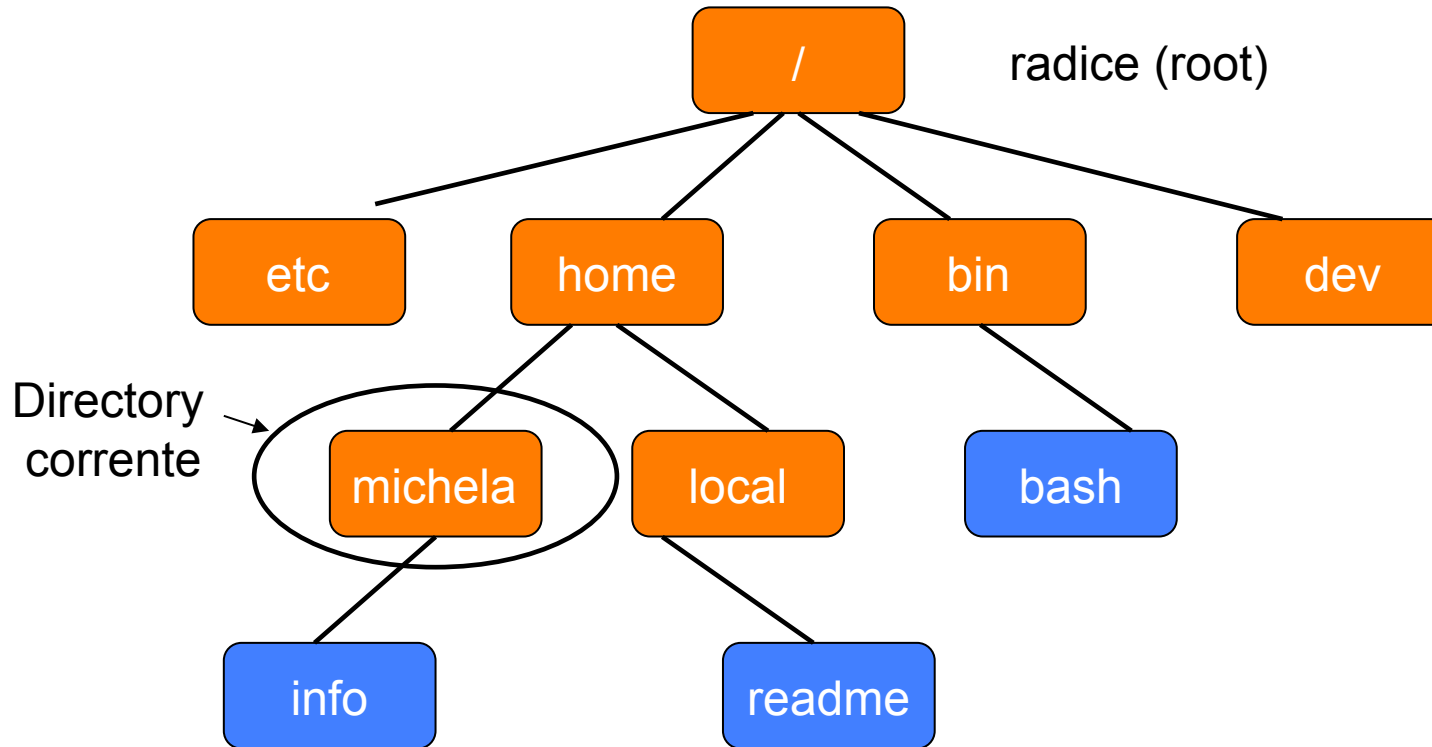 /
radice (root)
etc
home
bin
dev
Directory
corrente
michela
local
bash
info
readme